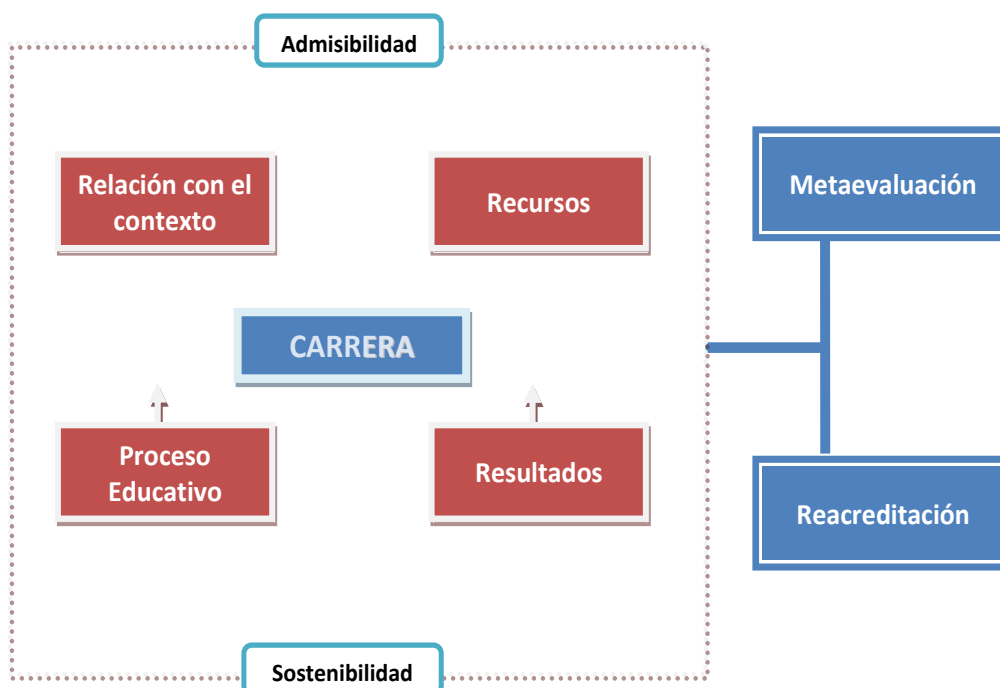 Admisibilidad
Relación con el
contexto
Recursos
Metaevaluación
CARRERA
Proceso
Educativo
Resultados
Reacreditación
Sostenibilidad